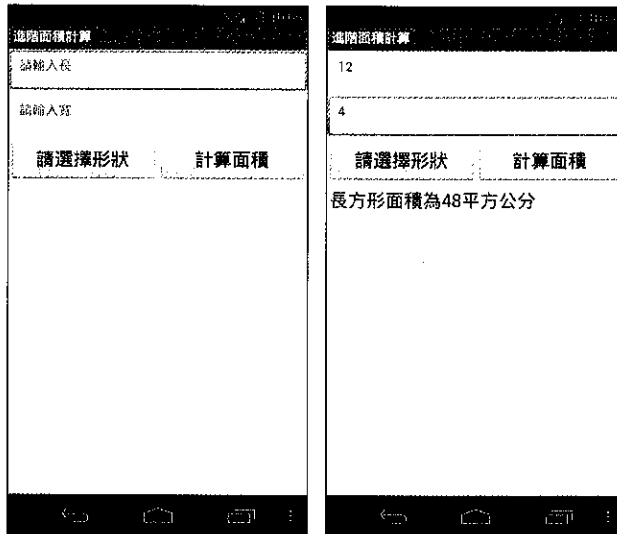 進階面積計算
請輸入長
請輸入寬
請選擇形狀 計算面積
進階面積計算
12
4
請選擇形狀 計算面積
長方形面積為48平方公分